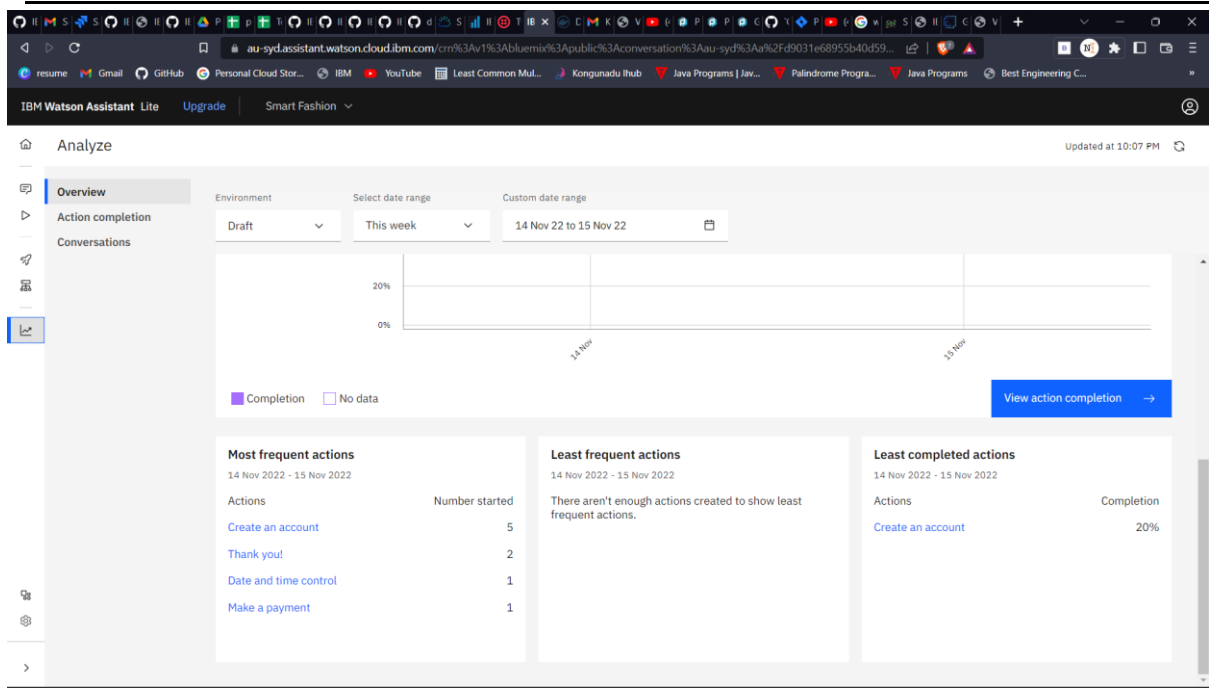 au-syd.assistant.watson.cloud.ibm.com/crn%3Av1%3Abluemix%3Apublic%3Aconversation%3Aau-syd%3Aa%2Fd9031e68955b40d59...
resume Gmail GitHub Personal Cloud Stor... IBM YouTube Least Common Mul... Kongunadu Ihub Java Programs | Jav... Palindrome Progra... Java Programs Best Engineering C... »
IBM Watson Assistant Lite Upgrade Smart Fashion
Analyze Updated at 10:07 PM
Overview
Action completion
Conversations
Environment Select date range Custom date range
Draft This week 14 Nov 22 to 15 Nov 22
20%
0%
14 Nov 15 Nov
Completion No data View action completion →
Most frequent actions
14 Nov 2022 - 15 Nov 2022
Actions Number started
Create an account 5
Thank you! 2
Date and time control 1
Make a payment 1
Least frequent actions
14 Nov 2022 - 15 Nov 2022
There aren't enough actions created to show least
frequent actions.
Least completed actions
14 Nov 2022 - 15 Nov 2022
Actions Completion
Create an account 20%